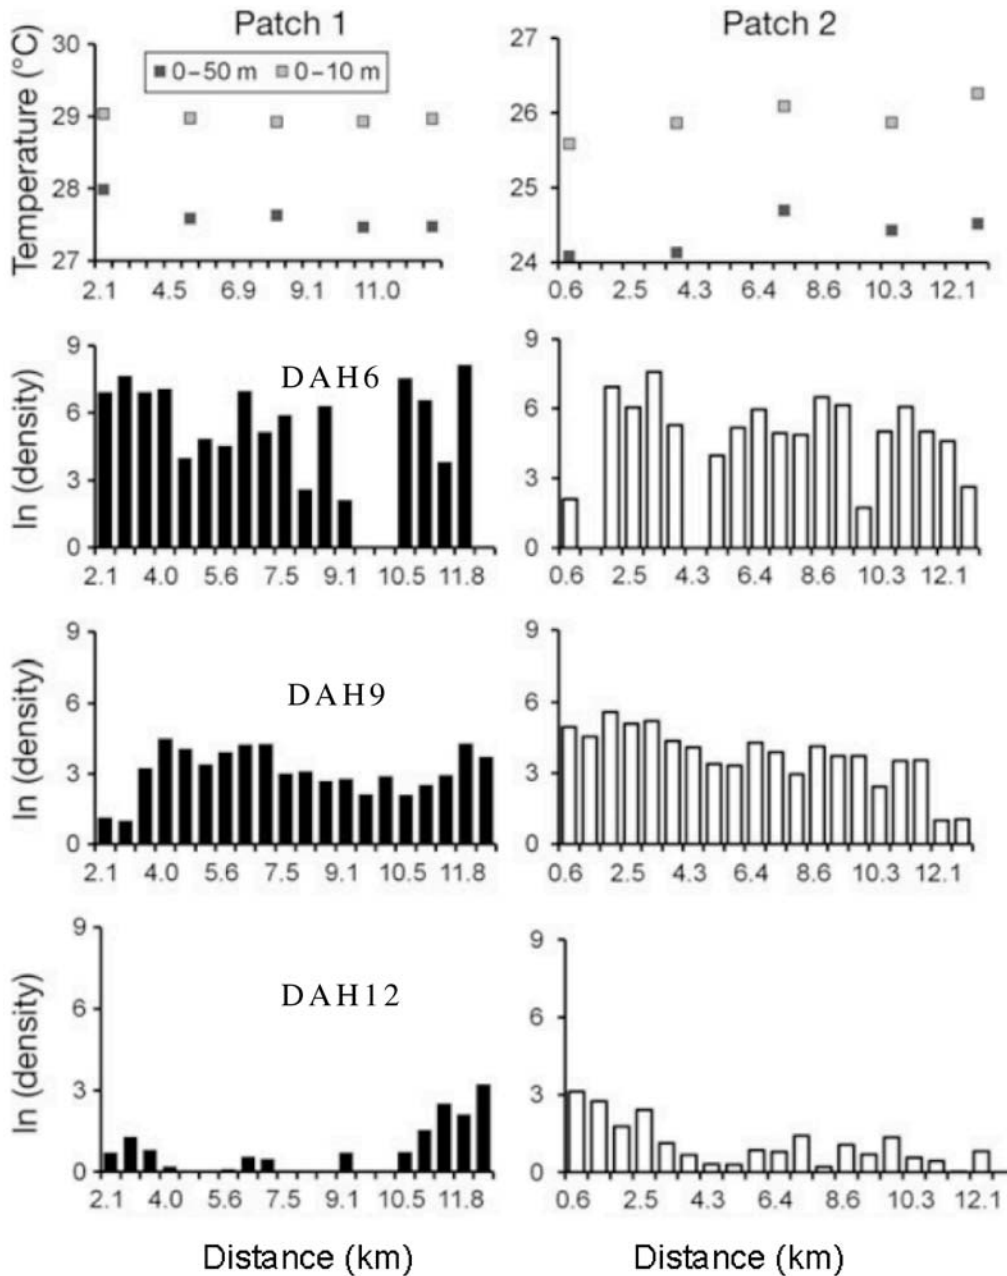 Patch 1
Patch 2
Temperature (°C)
30
29
28
27
0–50 m 0–10 m
2.1 4.5 6.9 9.1 11.0
27
26
25
24
0.6 2.5 4.3 6.4 8.6 10.3 12.1
ln (density)
9
6
3
0
DAH6
2.1 4.0 5.6 7.5 9.1 10.5 11.8
9
6
3
0
0.6 2.5 4.3 6.4 8.6 10.3 12.1
ln (density)
9
6
3
0
DAH9
2.1 4.0 5.6 7.5 9.1 10.5 11.8
9
6
3
0
0.6 2.5 4.3 6.4 8.6 10.3 12.1
ln (density)
9
6
3
0
DAH12
2.1 4.0 5.6 7.5 9.1 10.5 11.8
9
6
3
0
0.6 2.5 4.3 6.4 8.6 10.3 12.1
Distance (km)
Distance (km)